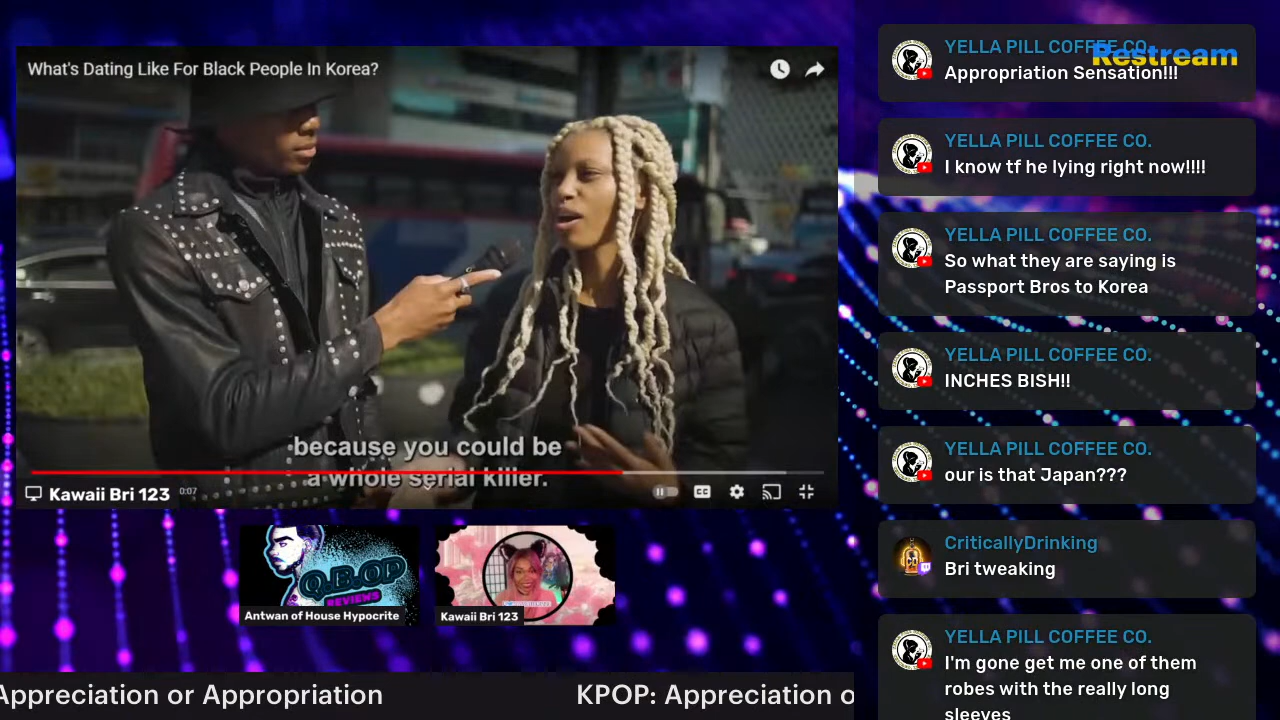 What's Dating Like For Black People In Korea?
because you could be
a whole serial killer.
Kawaii Bri 123
0:07
CC
Q.B.OP
REVIEWS
Antwan of House Hypocrite
Kawaii Bri 123
Appreciation or Appropriation
KPOP: Appreciation o
Restream
YELLA PILL COFFEE CO.
Appropriation Sensation!!!
YELLA PILL COFFEE CO.
I know tf he lying right now!!!!
YELLA PILL COFFEE CO.
So what they are saying is
Passport Bros to Korea
YELLA PILL COFFEE CO.
INCHES BISH!!
YELLA PILL COFFEE CO.
our is that Japan???
CriticallyDrinking
Bri tweaking
YELLA PILL COFFEE CO.
I'm gone get me one of them
robes with the really long
sleeves